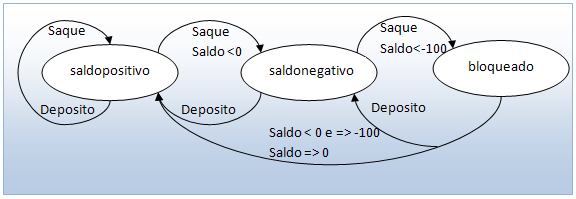 Saque
Saque
Saldo <0
Saque
Saldo<-100
saldopositivo
saldonegativo
bloqueado
Deposito
Deposito
Deposito
Saldo < 0 e => -100
Saldo => 0